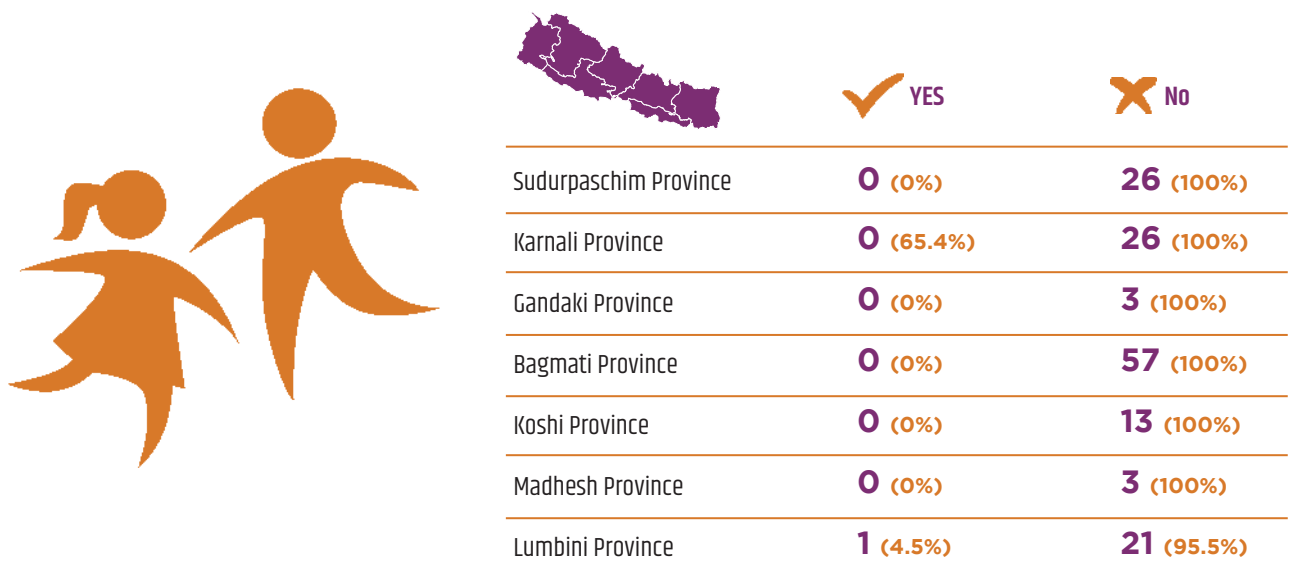 YES No
Sudurpaschim Province 0 (0%) 26 (100%)
Karnali Province 0 (65.4%) 26 (100%)
Gandaki Province 0 (0%) 3 (100%)
Bagmati Province 0 (0%) 57 (100%)
Koshi Province 0 (0%) 13 (100%)
Madhesh Province 0 (0%) 3 (100%)
Lumbini Province 1 (4.5%) 21 (95.5%)